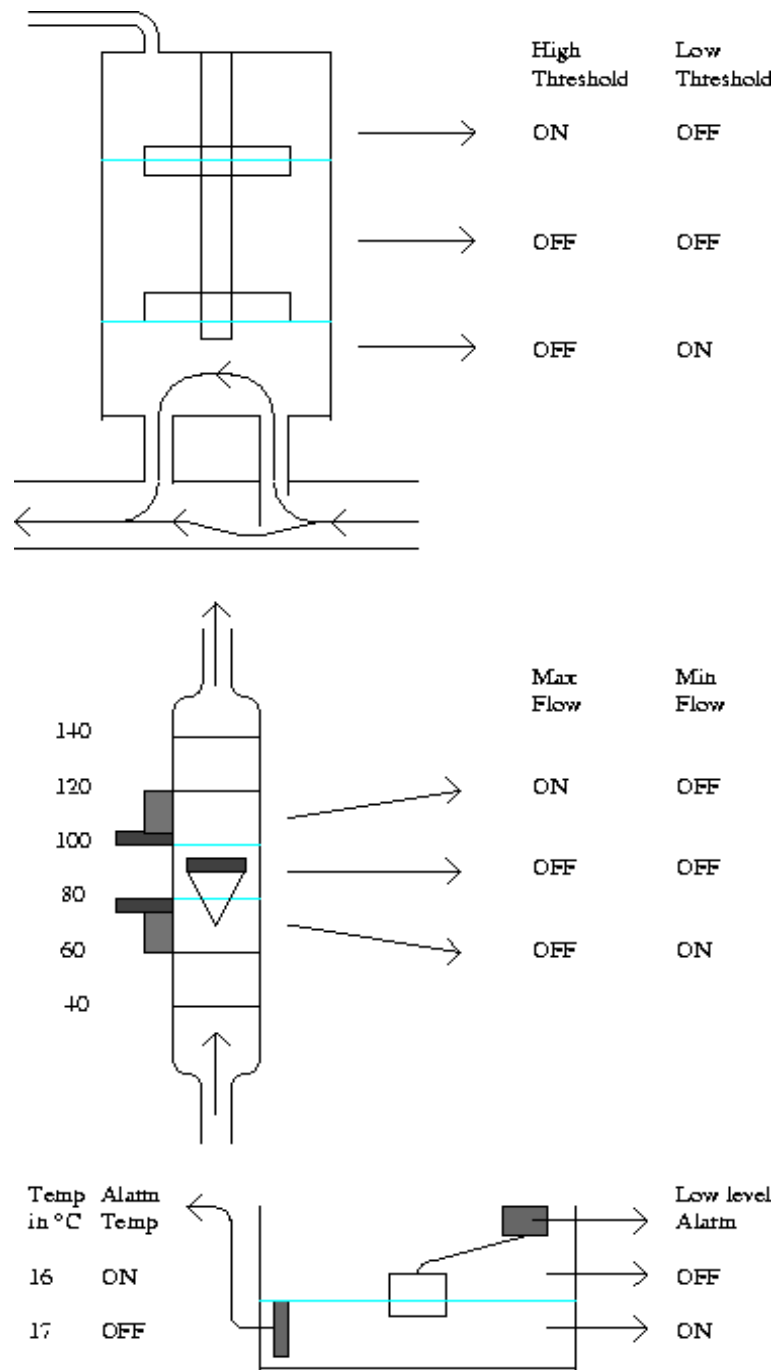 High Threshold Low Threshold
ON OFF
OFF OFF
OFF ON
Max Flow Min Flow
140
120 ON OFF
100
80 OFF OFF
60 OFF ON
40
Temp in °C Alarm Temp Low level Alarm
16 ON OFF
17 OFF ON